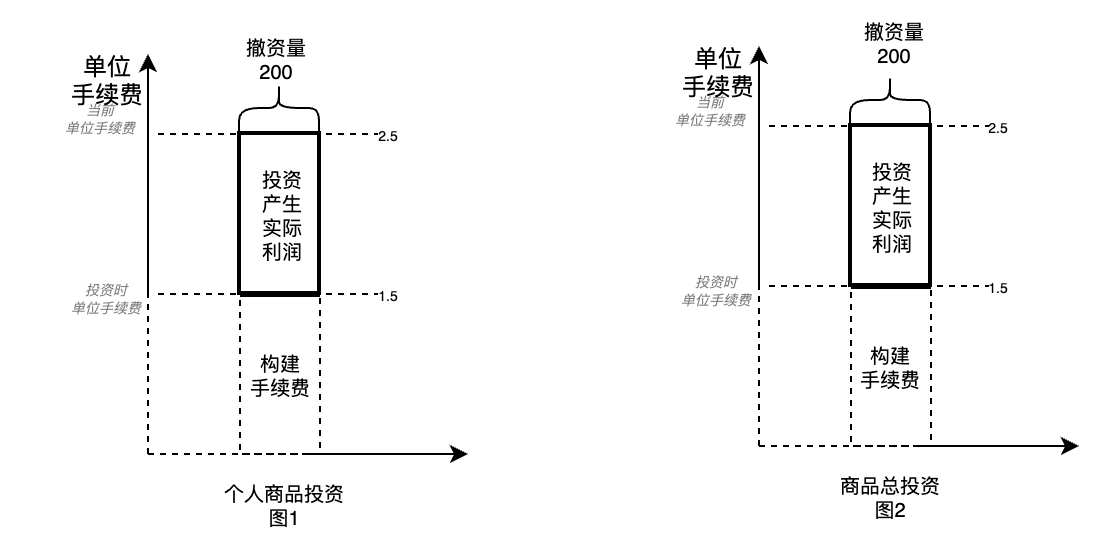 撤资量
200
单位
手续费
当前
单位手续费
2.5
投资
产生
实际
利润
投资时
单位手续费
1.5
构建
手续费
个人商品投资
图1
撤资量
200
单位
手续费
当前
单位手续费
2.5
投资
产生
实际
利润
投资时
单位手续费
1.5
构建
手续费
商品总投资
图2